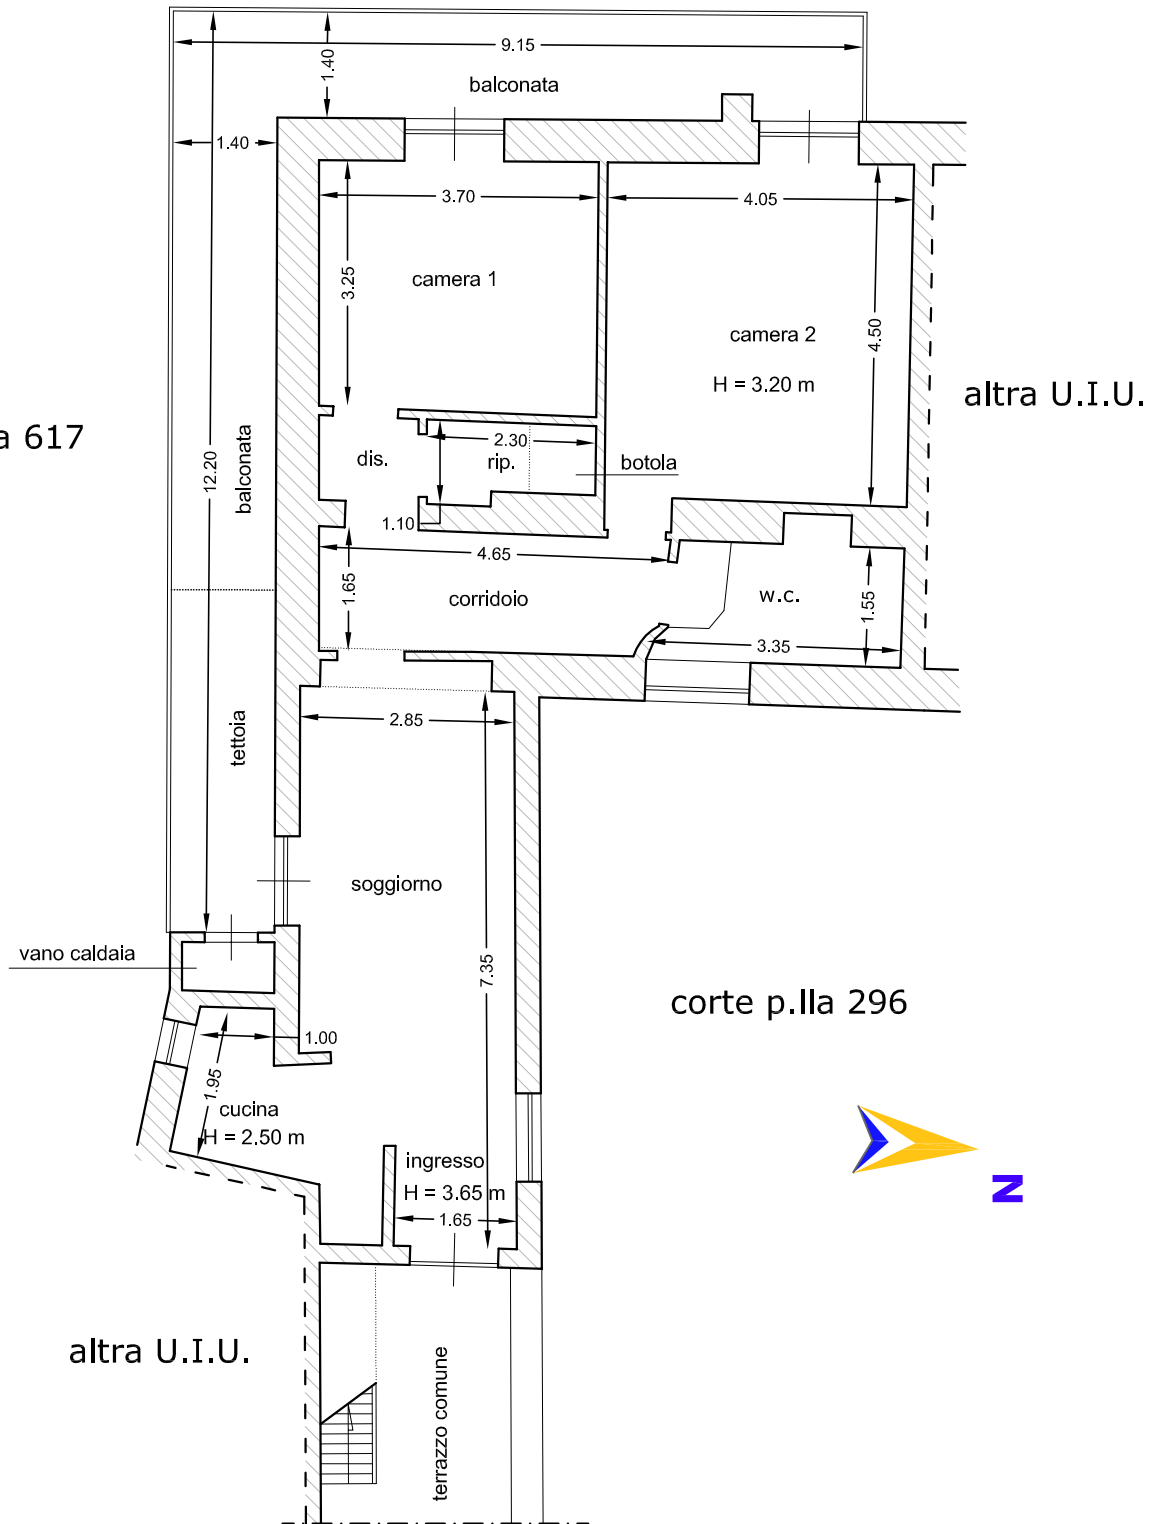 9.15
1.40
balconata
1.40
3.70
4.05
3.25
camera 1
4.50
camera 2
H = 3.20 m
altra U.I.U.
a 617
12.20
balconata
2.30
dis.
rip.
botola
1.10
4.65
1.65
corridoio
w.c.
1.55
3.35
2.85
tettoia
soggiorno
vano caldaia
7.35
corte p.lla 296
1.00
1.95
cucina
H = 2.50 m
ingresso
H = 3.65 m
1.65
N
altra U.I.U.
terrazzo comune